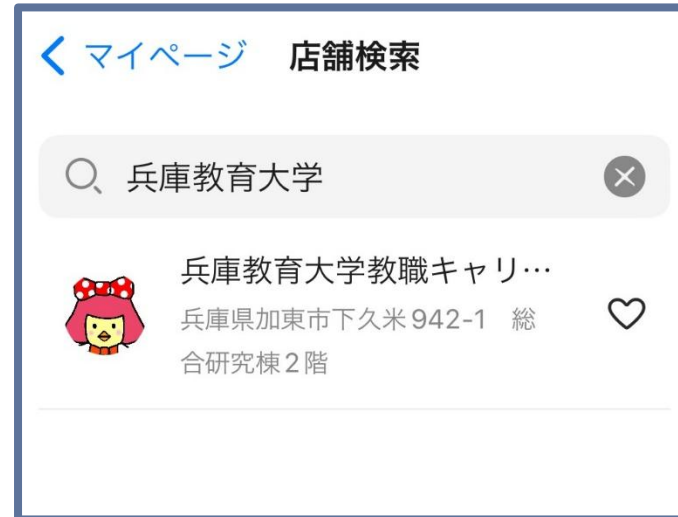 マイページ 店舗検索
兵庫教育大学
兵庫教育大学教職キャリ…
兵庫県加東市下久米942-1 総
合研究棟2階